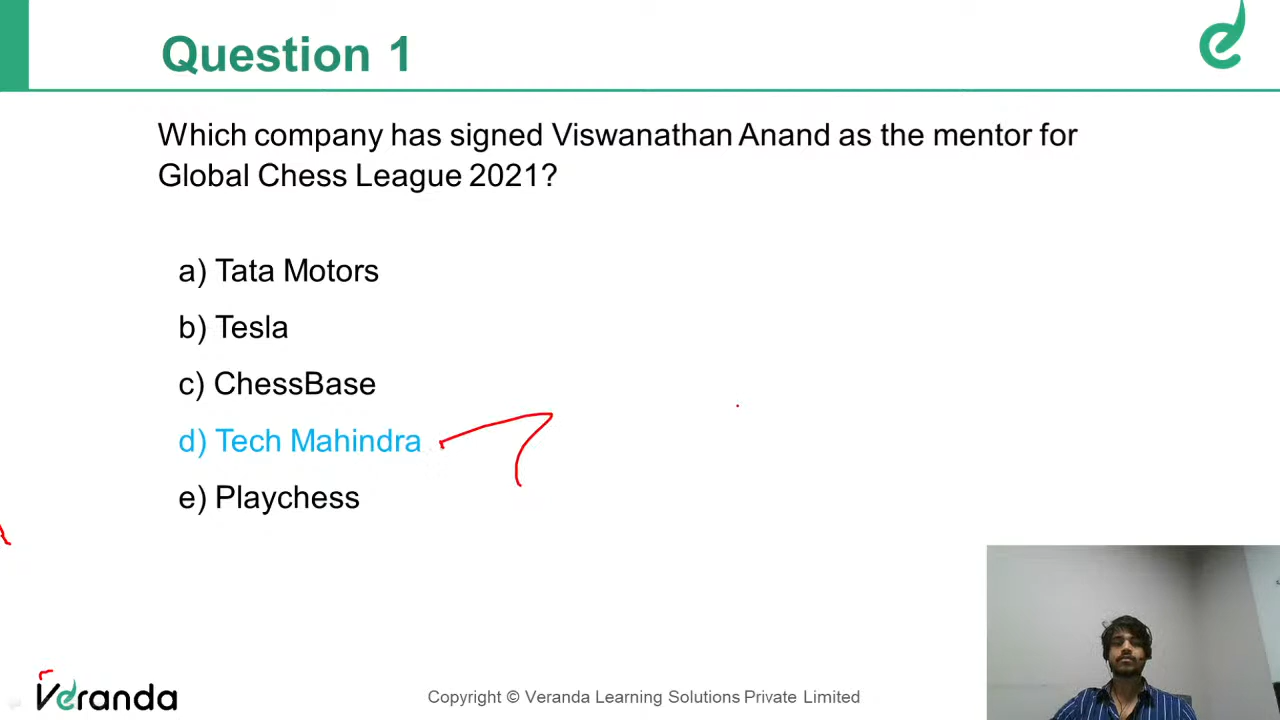 Question 1
Which company has signed Viswanathan Anand as the mentor for
Global Chess League 2021?
a) Tata Motors
b) Tesla
c) ChessBase
d) Tech Mahindra
e) Playchess
Veranda
Copyright © Veranda Learning Solutions Private Limited